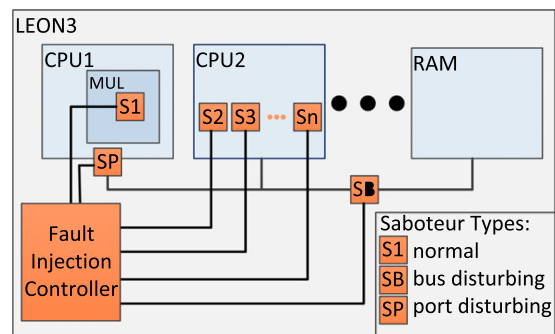 LEON3
CPU1
MUL
S1
SP
CPU2
S2 S3 Sn
RAM
SB
Fault
Injection
Controller
Saboteur Types:
S1 normal
SB bus disturbing
SP port disturbing